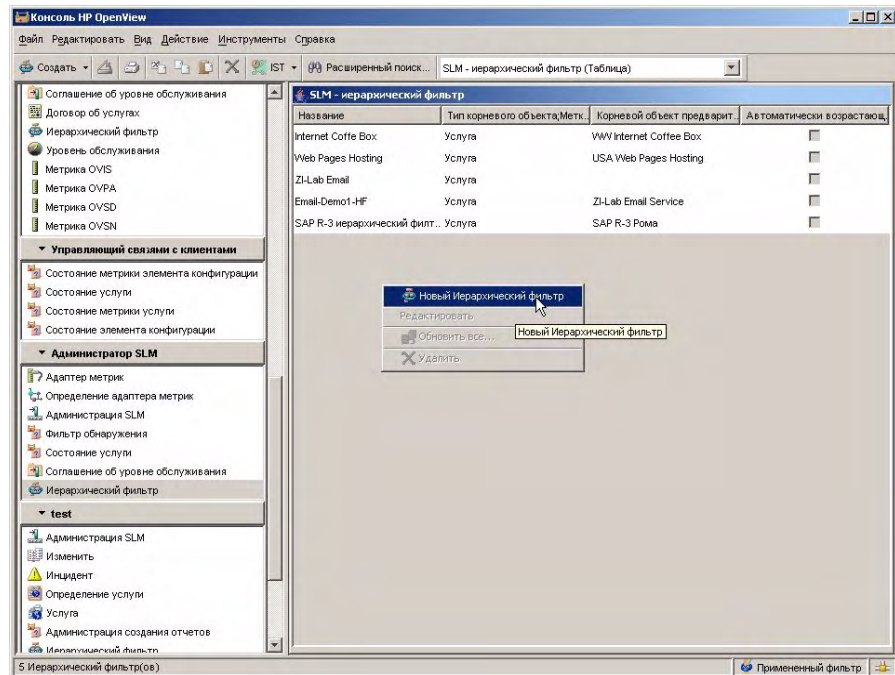 Консоль HP OpenView
Файл Редактировать Вид Действие Инструменты Справка
Создать IST Расширенный поиск... SLM - иерархический фильтр (Таблица)
Соглашение об уровне обслуживания
Договор об услугах
Иерархический фильтр
Уровень обслуживания
Метрика OVIS
Метрика OVPA
Метрика OVSD
Метрика OVSN
Управляющий связями с клиентами
Состояние метрики элемента конфигурации
Состояние услуги
Состояние метрики услуги
Состояние элемента конфигурации
Администратор SLM
Адаптер метрик
Определение адаптера метрик
Администрация SLM
Фильтр обнаружения
Состояние услуги
Соглашение об уровне обслуживания
Иерархический фильтр
test
Администрация SLM
Изменить
Инцидент
Определение услуги
Услуга
Администрация создания отчетов
Иерархический фильтр
SLM - иерархический фильтр
Название Тип корневого объекта;Метк.. Корневой объект предварит.. Автоматически возрастающ.
Internet Coffe Box Услуга VWV Internet Coffee Box
Web Pages Hosting Услуга USA Web Pages Hosting
ZI-Lab Email Услуга
Email-Demo1-HF Услуга ZI-Lab Email Service
SAP R-3 иерархический филт.. Услуга SAP R-3 Рома
Новый Иерархический фильтр
Редактировать
Обновить все...
Удалить
Новый Иерархический фильтр
5 Иерархический фильтр(ов) Примененный фильтр